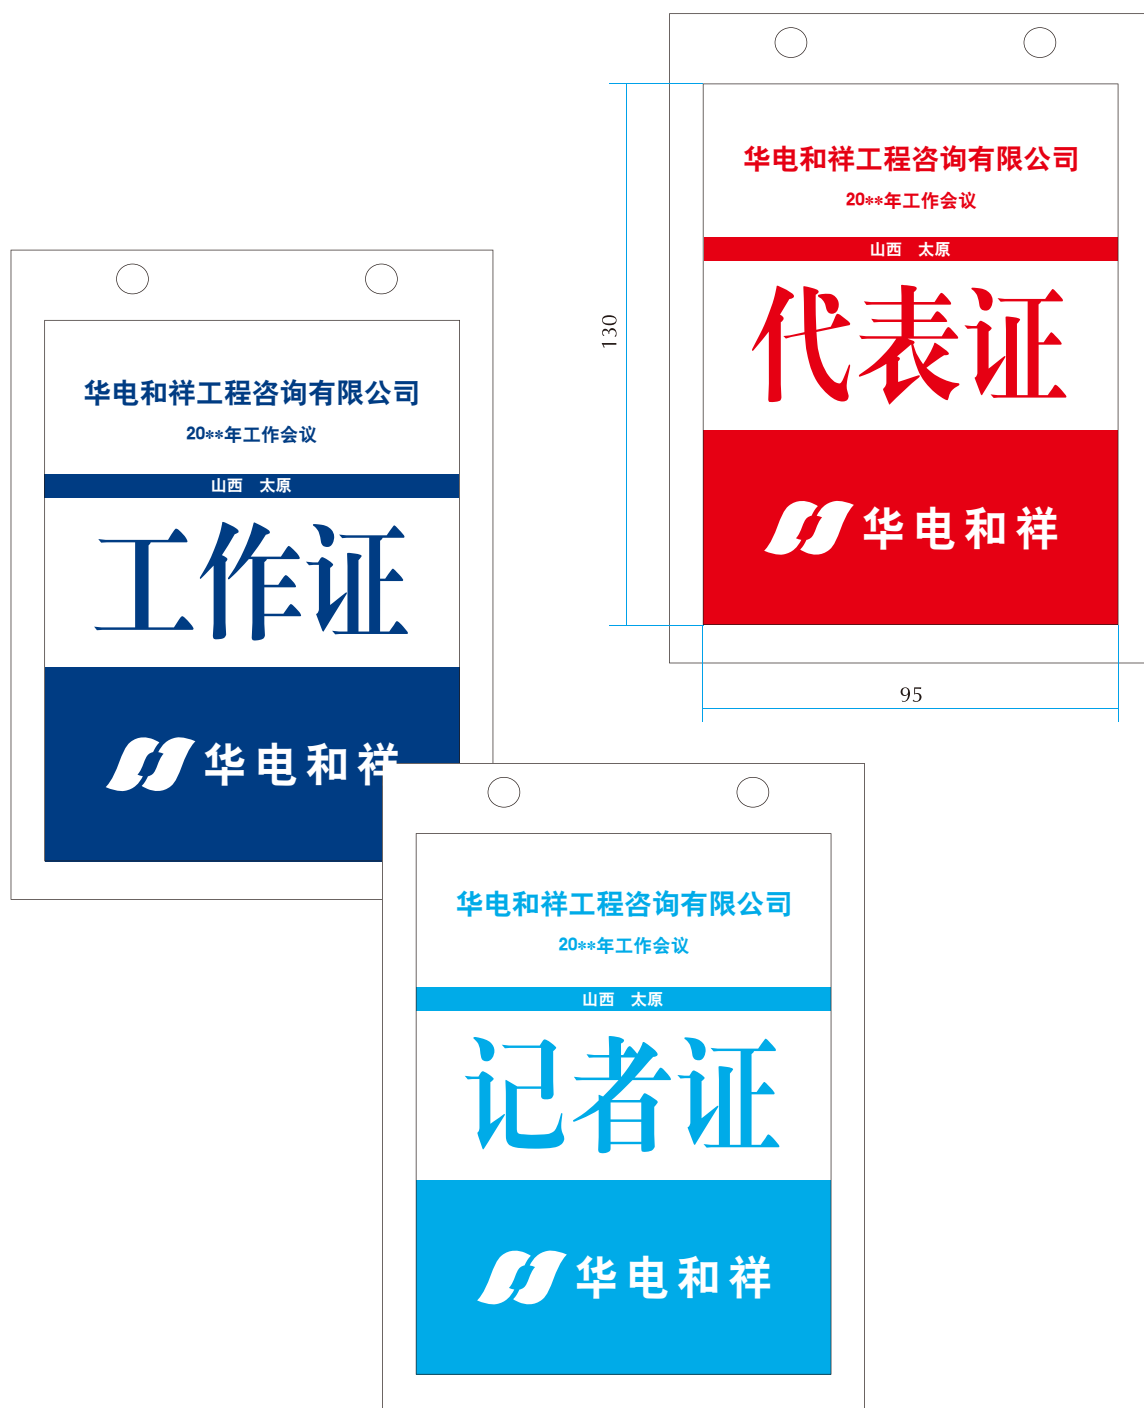 华电和祥工程咨询有限公司
20**年工作会议
山西 太原
代表证
华电和祥
130
95
华电和祥工程咨询有限公司
20**年工作会议
山西 太原
工作证
华电和祥
华电和祥工程咨询有限公司
20**年工作会议
山西 太原
记者证
华电和祥